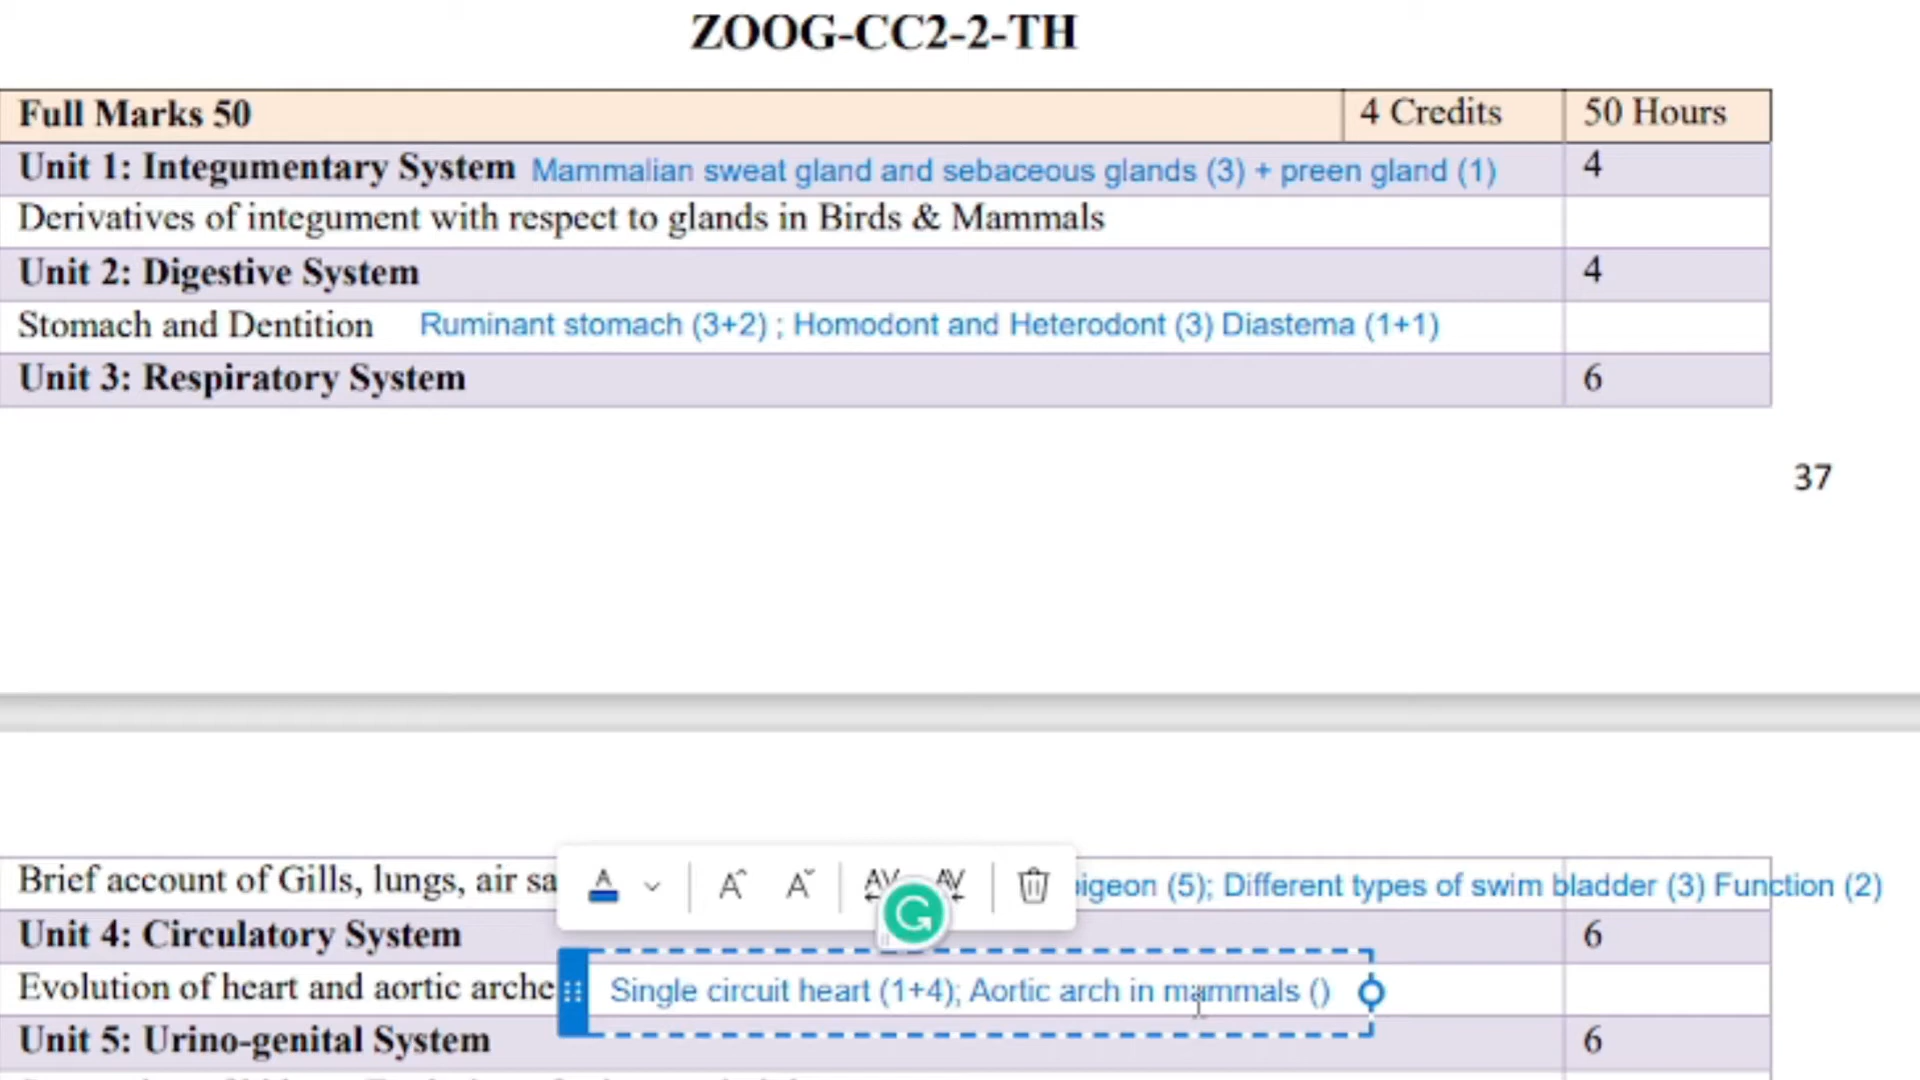 ZOOG-CC2-2-TH
Full Marks 50 4 Credits 50 Hours
Unit 1: Integumentary System Mammalian sweat gland and sebaceous glands (3) + preen gland (1) 4
Derivatives of integument with respect to glands in Birds & Mammals
Unit 2: Digestive System 4
Stomach and Dentition Ruminant stomach (3+2) ; Homodont and Heterodont (3) Diastema (1+1)
Unit 3: Respiratory System 6
37
Brief account of Gills, lungs, air (5); Different types of swim bladder (3) Function (2)
Unit 4: Circulatory System 6
Evolution of heart and aortic Single circuit heart (1+4); Aortic arch in mammals ()
Unit 5: Urino-genital System 6